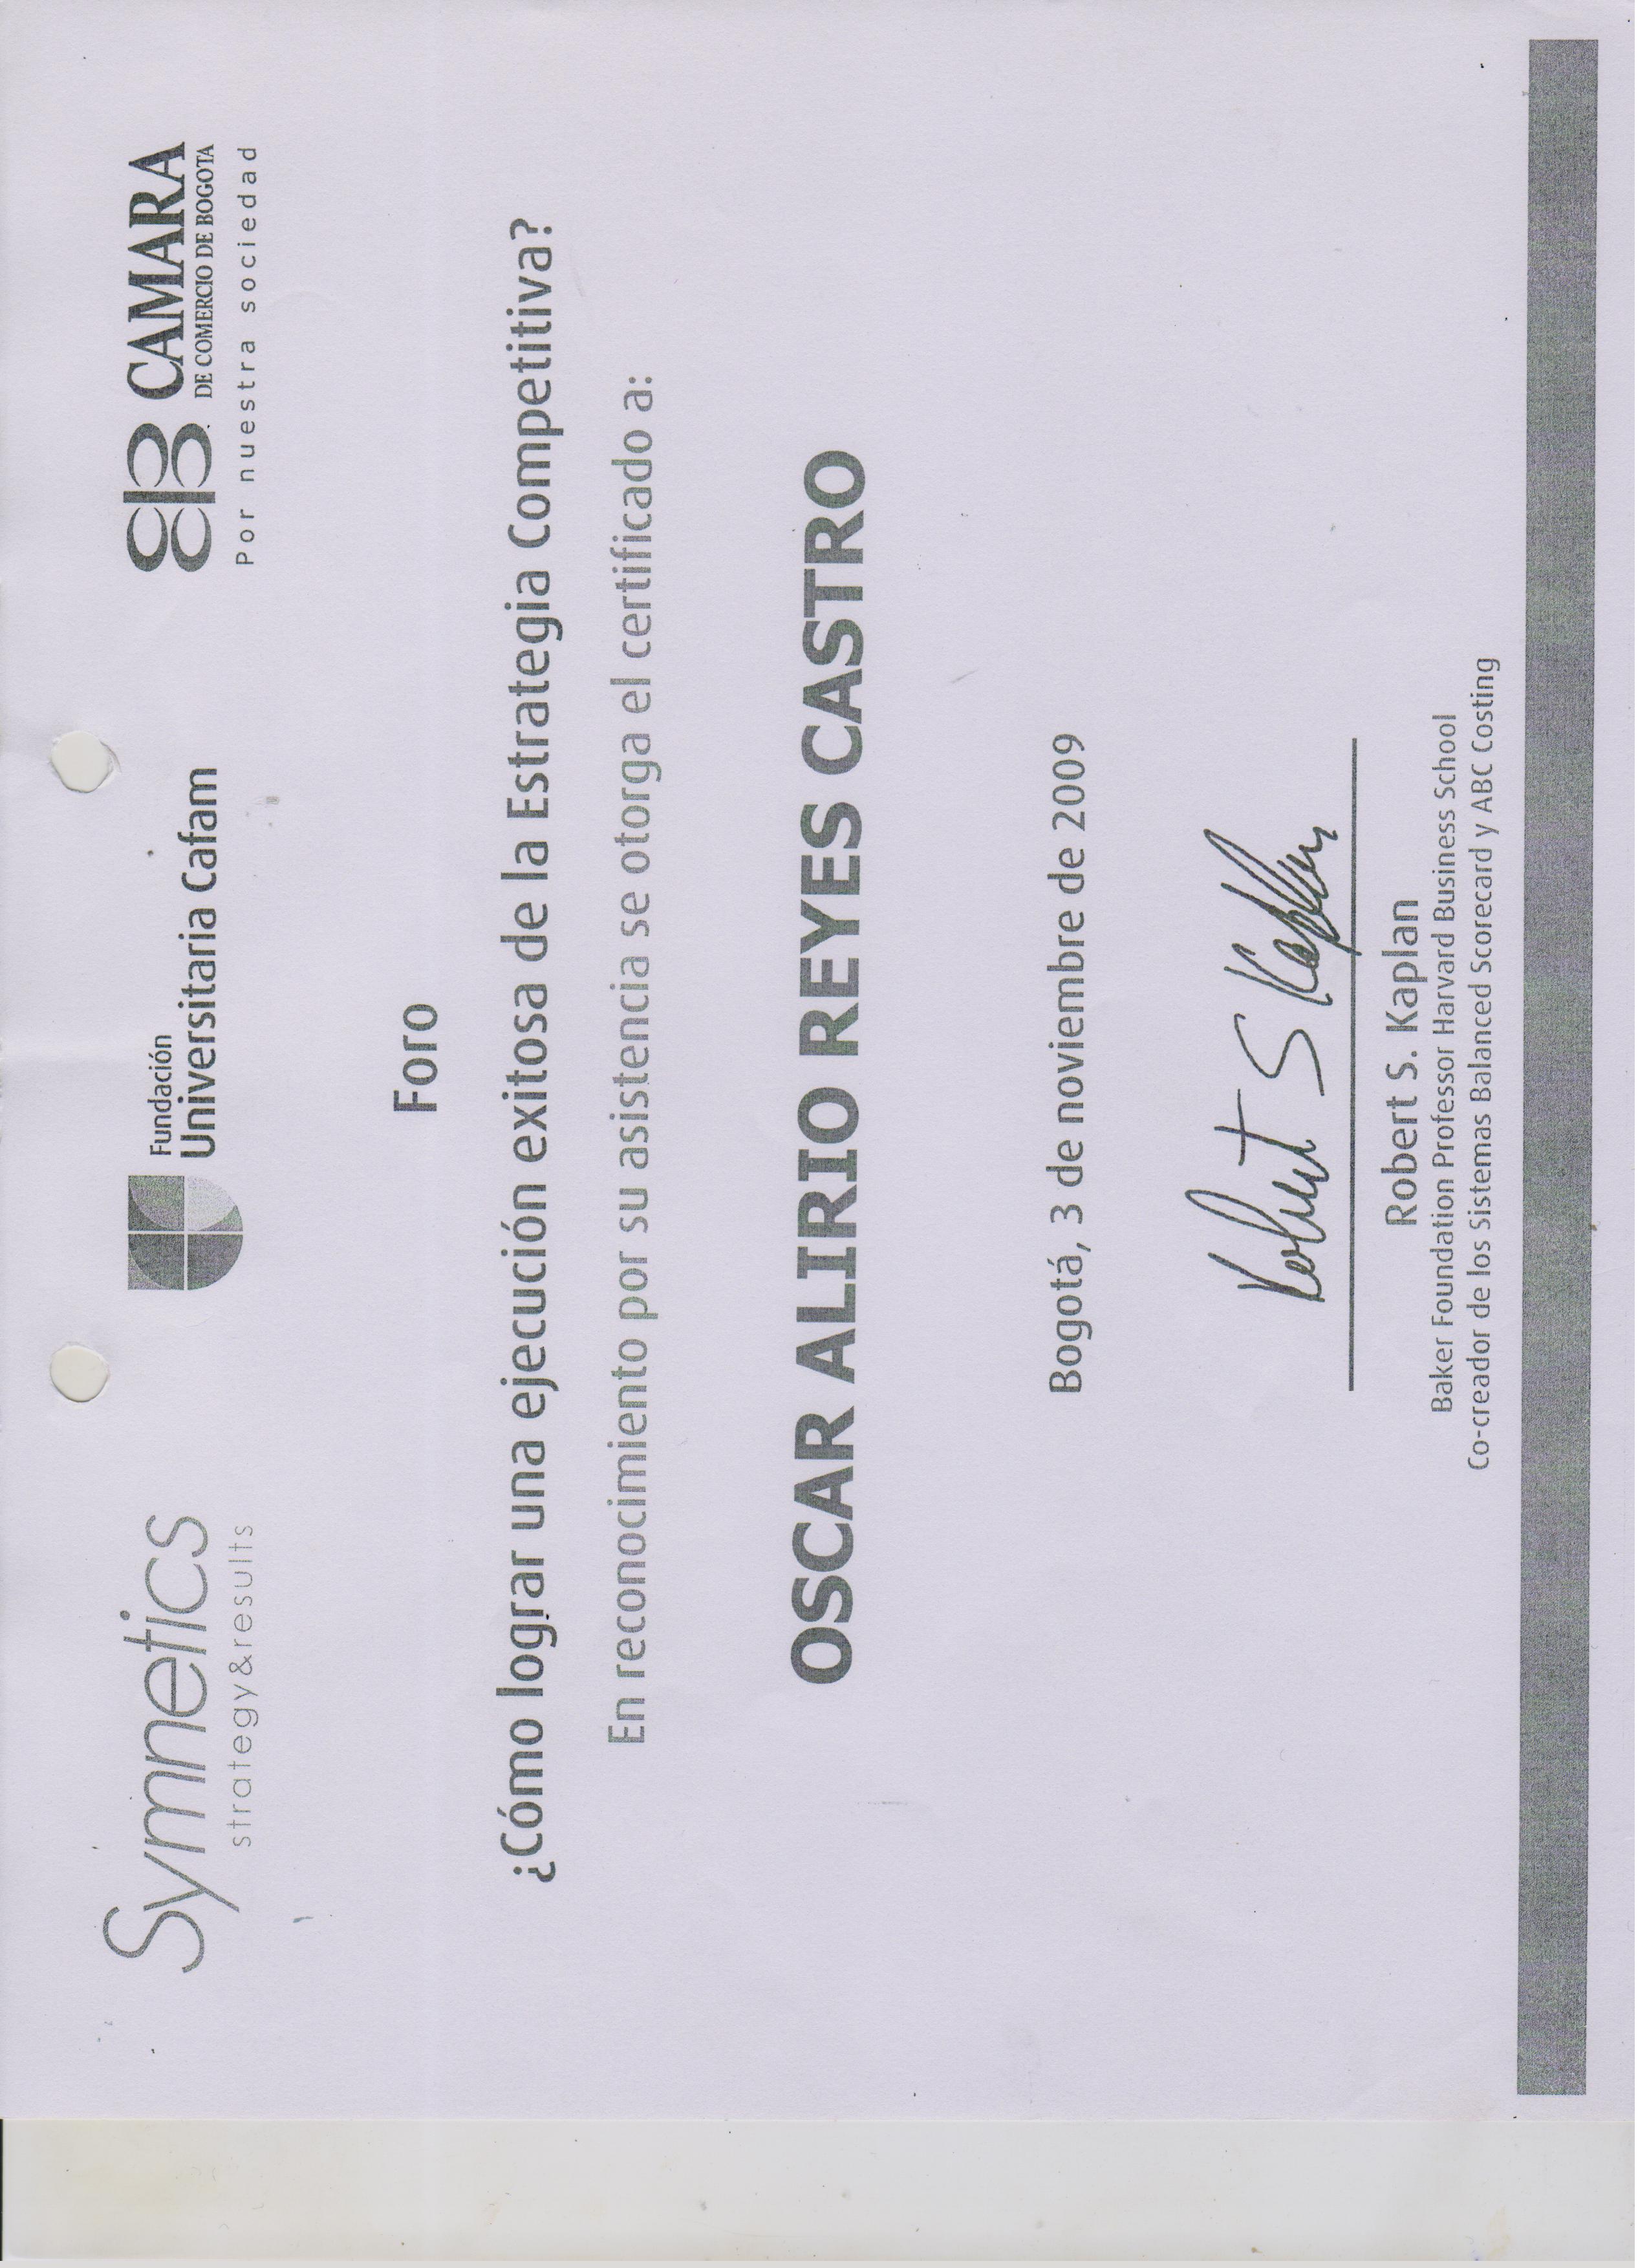 Symnetics
strategy&results
Fundación
Universitaria Cafam
CAMARA
DE COMERCIO DE BOGOTA
Por nuestra sociedad
Foro
¿Cómo lograr una ejecución exitosa de la Estrategia Competitiva?
En reconocimiento por su asistencia se otorga el certificado a:
OSCAR ALIRIO REYES CASTRO
Bogotá, 3 de noviembre de 2009
Robert S Kaplan
Robert S. Kaplan
Baker Foundation Professor Harvard Business School
Co-creador de los Sistemas Balanced Scorecard y ABC Costing